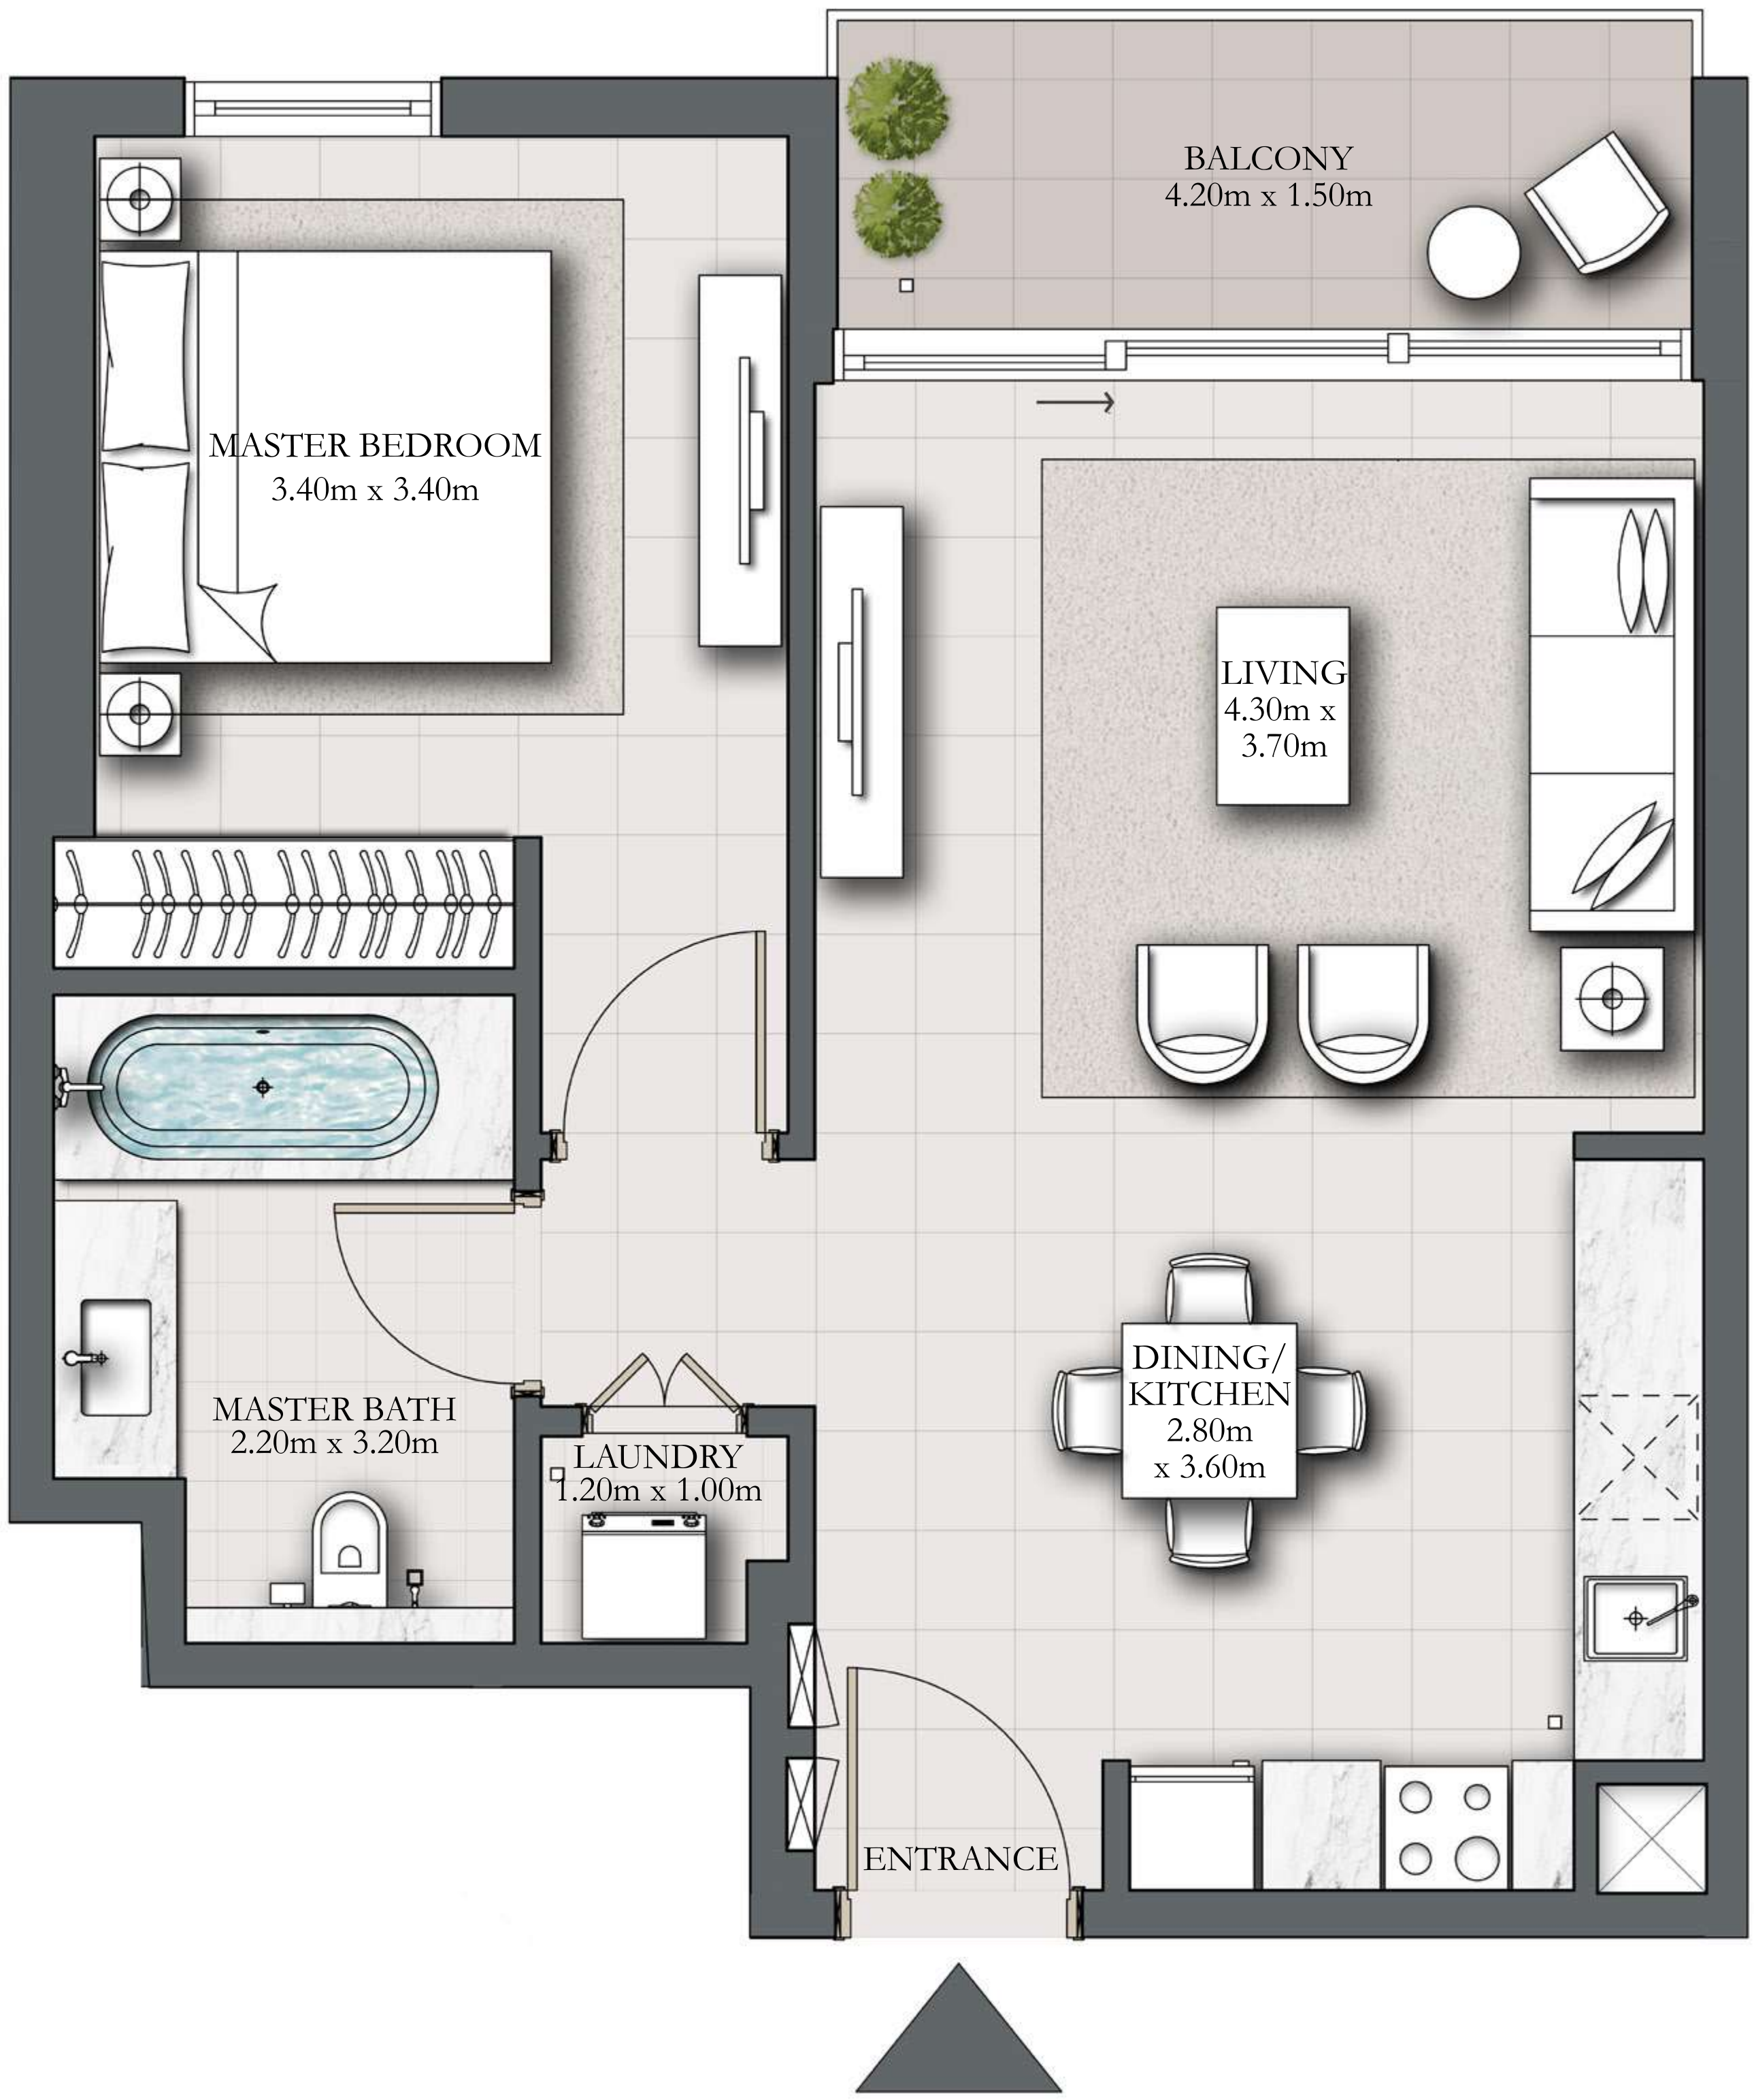 BALCONY
4.20m x 1.50m
MASTER BEDROOM
3.40m x 3.40m
LIVING
4.30m x
3.70m
DINING/
KITCHEN
2.80m
x 3.60m
MASTER BATH
2.20m x 3.20m
LAUNDRY
1.20m x 1.00m
ENTRANCE